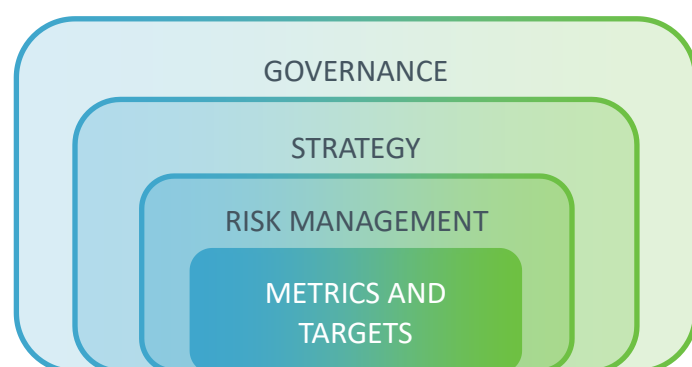 GOVERNANCE
STRATEGY
RISK MANAGEMENT
METRICS AND
TARGETS